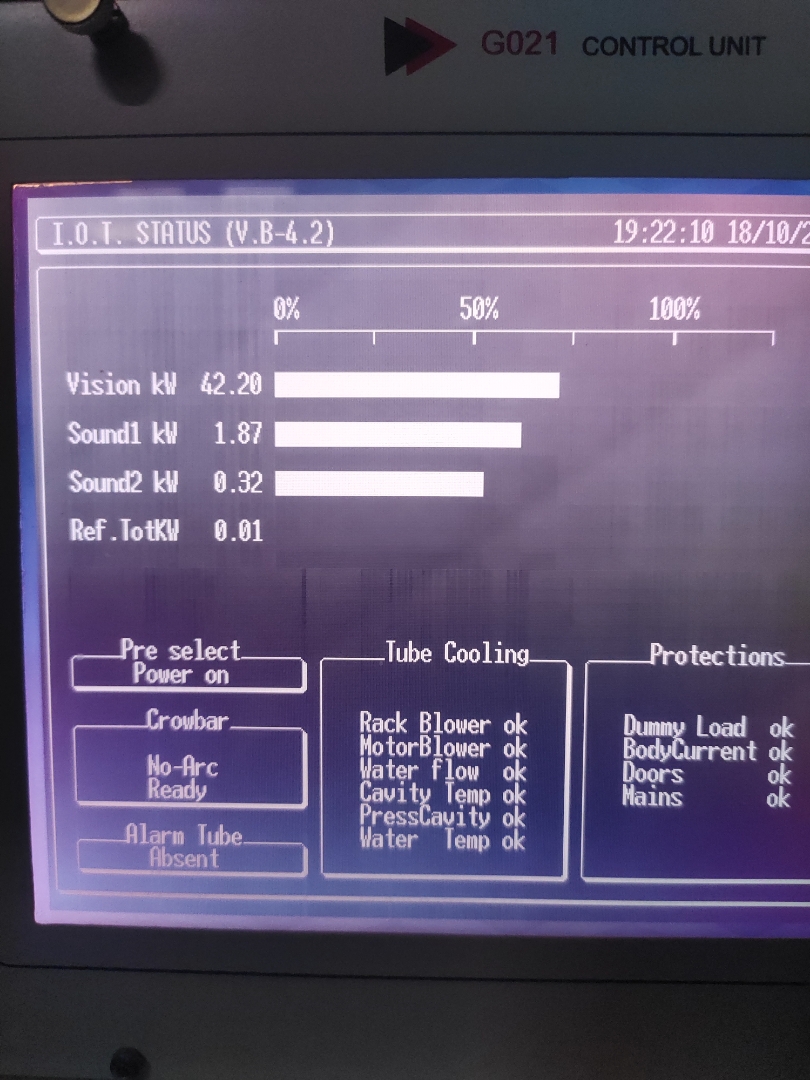 G021 CONTROL UNIT
I.O.T. STATUS (V.B-4.2) 19:22:10 18/10/2
0% 50% 100%
Vision kW 42.20
Sound1 kW 1.87
Sound2 kW 0.32
Ref.TotKW 0.01
Pre select
Power on
Crowbar
No-Arc
Ready
Alarm Tube
Absent
Tube Cooling
Rack Blower ok
MotorBlower ok
Water flow ok
Cavity Temp ok
PressCavity ok
Water Temp ok
Protections
Dummy Load ok
BodyCurrent ok
Doors ok
Mains ok